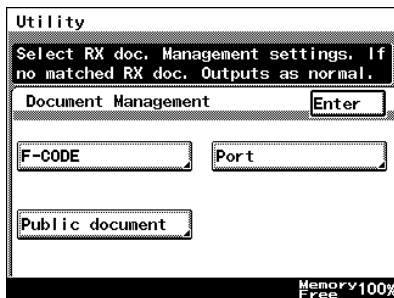 Utility
Select RX doc. Management settings. If
no matched RX doc. Outputs as normal.
Document Management
Enter
F-CODE
Port
Public document
Memory 100%
Free